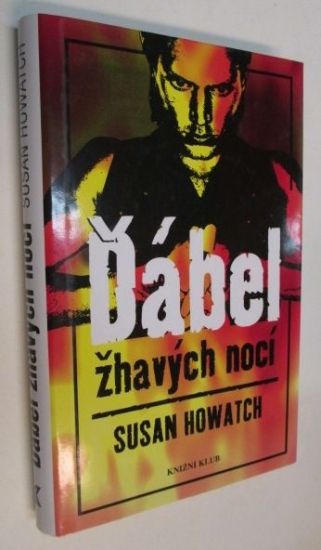 SUSAN HOWATCH
Ďábel žhavých nocí
Ďábel
žhavých nocí
SUSAN HOWATCH
KNIŽNÍ KLUB